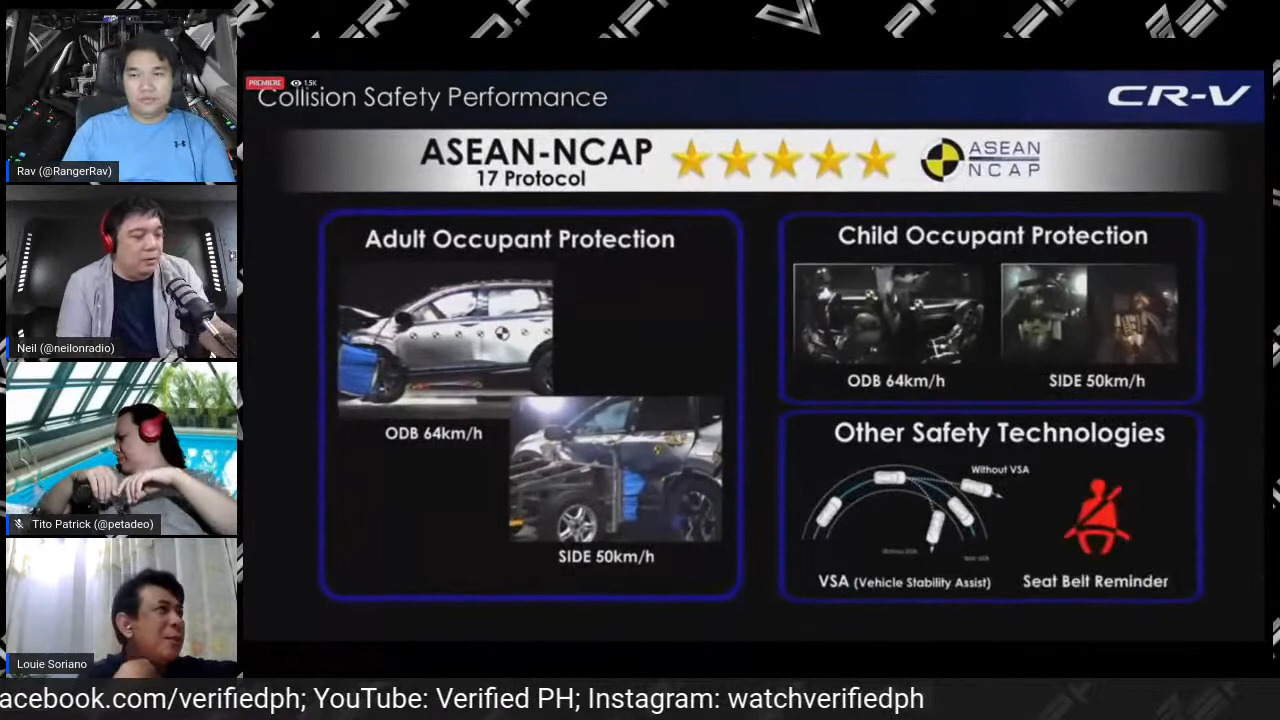 Rav (@RangerRav)
Neil (@neilonradio)
Tito Patrick (@petadeo)
Louie Soriano
PREMIERE 1.5K
Collision Safety Performance
CR-V
ASEAN-NCAP
17 Protocol
ASEAN
NCAP
Adult Occupant Protection
ODB 64km/h
SIDE 50km/h
Child Occupant Protection
ODB 64km/h
SIDE 50km/h
Other Safety Technologies
Without VSA
VSA (Vehicle Stability Assist)
Seat Belt Reminder
acebook.com/verifiedph; YouTube: Verified PH; Instagram: watchverifiedph